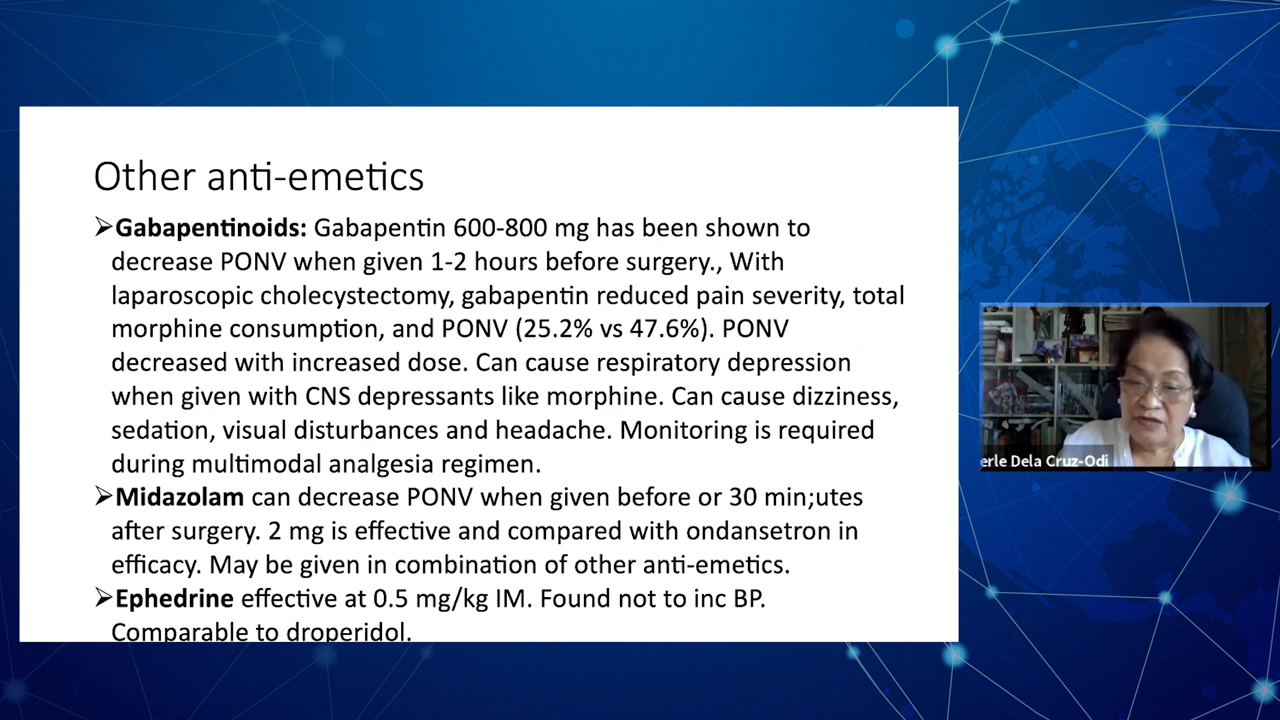 Other anti-emetics
➢Gabapentinoids: Gabapentin 600-800 mg has been shown to
decrease PONV when given 1-2 hours before surgery., With
laparoscopic cholecystectomy, gabapentin reduced pain severity, total
morphine consumption, and PONV (25.2% vs 47.6%). PONV
decreased with increased dose. Can cause respiratory depression
when given with CNS depressants like morphine. Can cause dizziness,
sedation, visual disturbances and headache. Monitoring is required
during multimodal analgesia regimen.
➢Midazolam can decrease PONV when given before or 30 min;utes
after surgery. 2 mg is effective and compared with ondansetron in
efficacy. May be given in combination of other anti-emetics.
➢Ephedrine effective at 0.5 mg/kg IM. Found not to inc BP.
Comparable to droperidol.
erle Dela Cruz-Odi